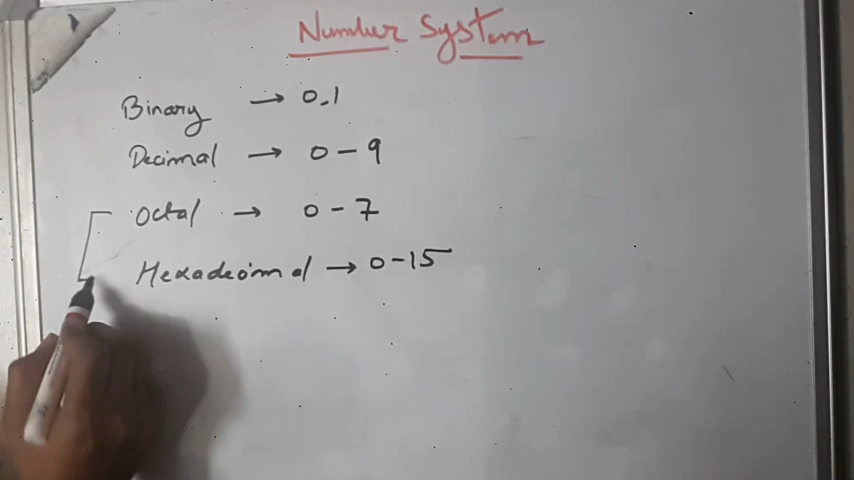 Number System
Binary → 0.1
Decimal → 0-9
Octal → 0-7
Hexadecimal → 0-15